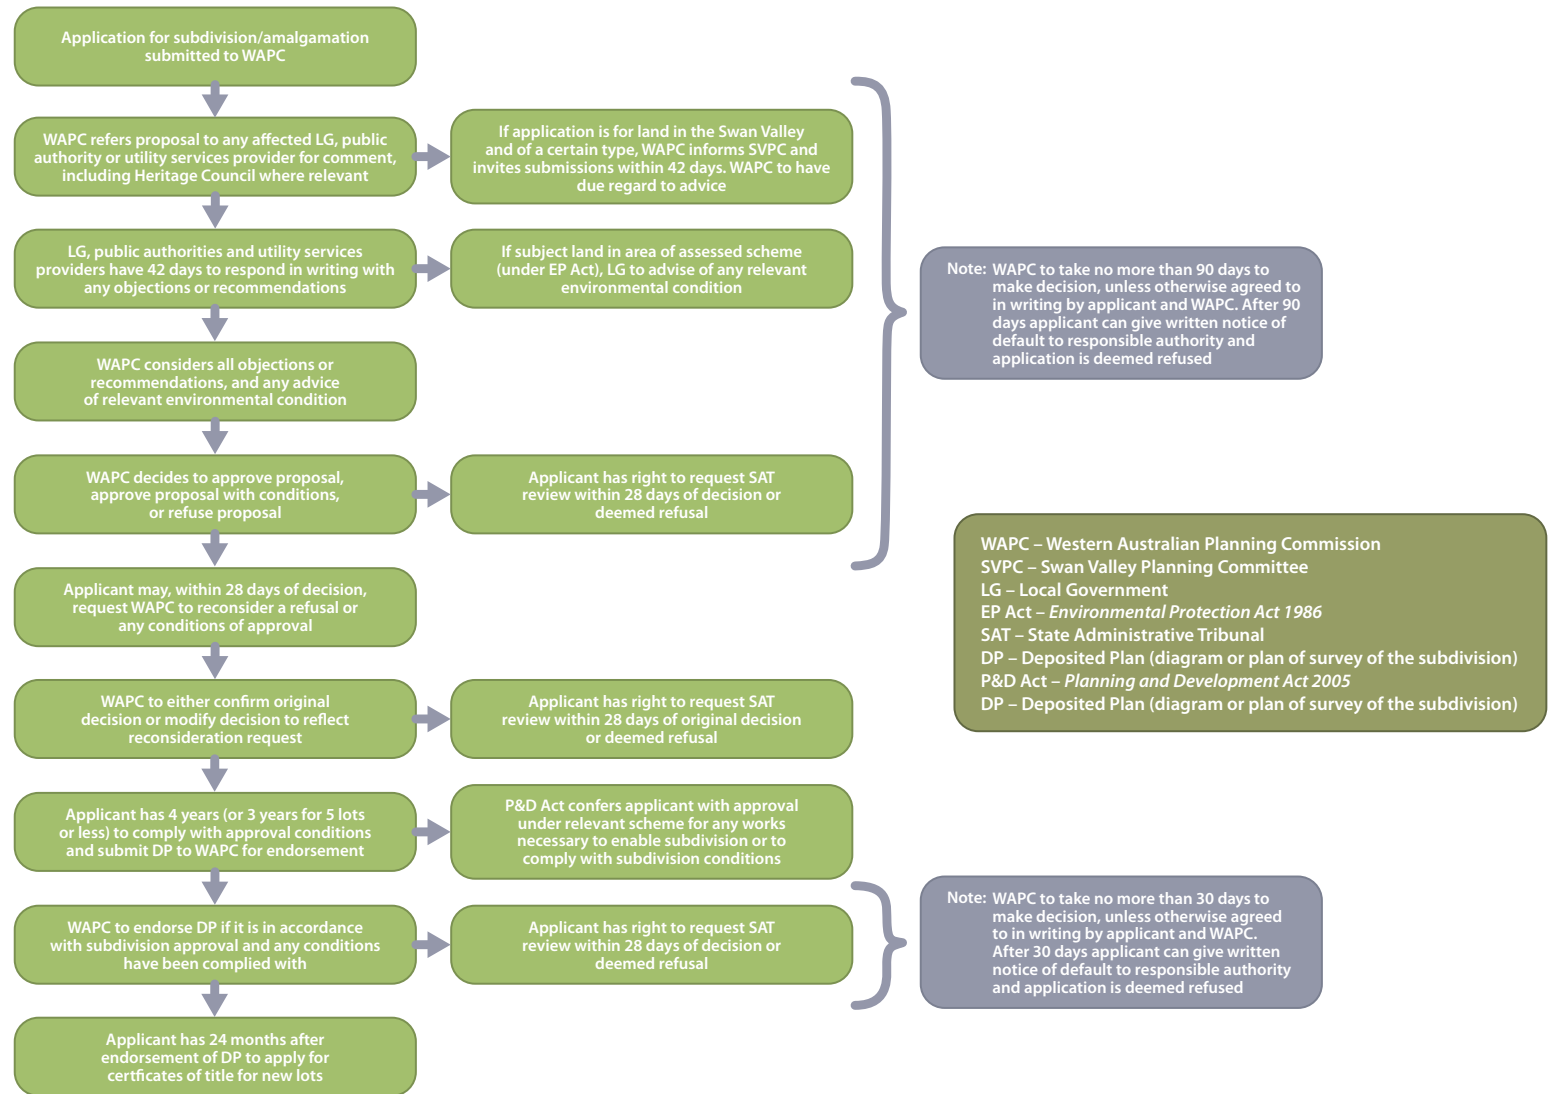 Application for subdivision/amalgamation
submitted to WAPC
WAPC refers proposal to any affected LG, public
authority or utility services provider for comment,
including Heritage Council where relevant
If application is for land in the Swan Valley
and of a certain type, WAPC informs SVPC and
invites submissions within 42 days. WAPC to have
due regard to advice
LG, public authorities and utility services
providers have 42 days to respond in writing with
any objections or recommendations
If subject land in area of assessed scheme
(under EP Act), LG to advise of any relevant
environmental condition
Note: WAPC to take no more than 90 days to
make decision, unless otherwise agreed to
in writing by applicant and WAPC. After 90
days applicant can give written notice of
default to responsible authority and
application is deemed refused
WAPC considers all objections or
recommendations, and any advice
of relevant environmental condition
WAPC decides to approve proposal,
approve proposal with conditions,
or refuse proposal
Applicant has right to request SAT
review within 28 days of decision or
deemed refusal
WAPC – Western Australian Planning Commission
SVPC – Swan Valley Planning Committee
LG – Local Government
EP Act – Environmental Protection Act 1986
SAT – State Administrative Tribunal
DP – Deposited Plan (diagram or plan of survey of the subdivision)
P&D Act – Planning and Development Act 2005
DP – Deposited Plan (diagram or plan of survey of the subdivision)
Applicant may, within 28 days of decision,
request WAPC to reconsider a refusal or
any conditions of approval
WAPC to either confirm original
decision or modify decision to reflect
reconsideration request
Applicant has right to request SAT
review within 28 days of original decision
or deemed refusal
Applicant has 4 years (or 3 years for 5 lots
or less) to comply with approval conditions
and submit DP to WAPC for endorsement
P&D Act confers applicant with approval
under relevant scheme for any works
necessary to enable subdivision or to
comply with subdivision conditions
WAPC to endorse DP if it is in accordance
with subdivision approval and any conditions
have been complied with
Applicant has right to request SAT
review within 28 days of decision or
deemed refusal
Note: WAPC to take no more than 30 days to
make decision, unless otherwise agreed
to in writing by applicant and WAPC.
After 30 days applicant can give written
notice of default to responsible authority
and application is deemed refused
Applicant has 24 months after
endorsement of DP to apply for
certficates of title for new lots